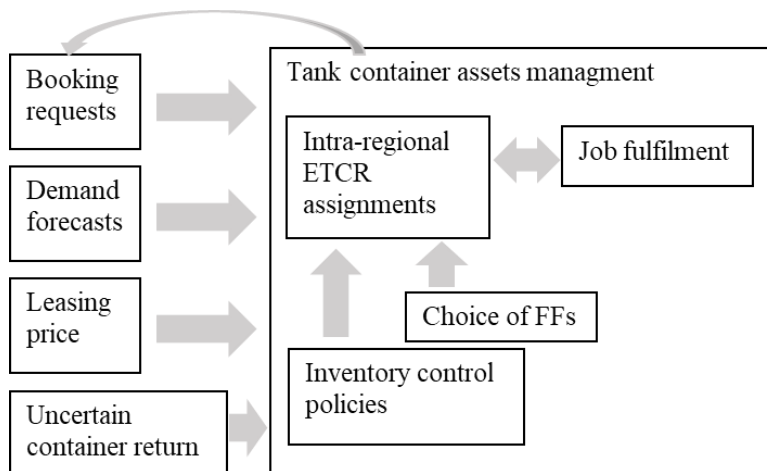 Booking
requests
Demand
forecasts
Leasing
price
Uncertain
container return
Tank container assets managment
Intra-regional
ETCR
assignments
Job fulfilment
Choice of FFs
Inventory control
policies